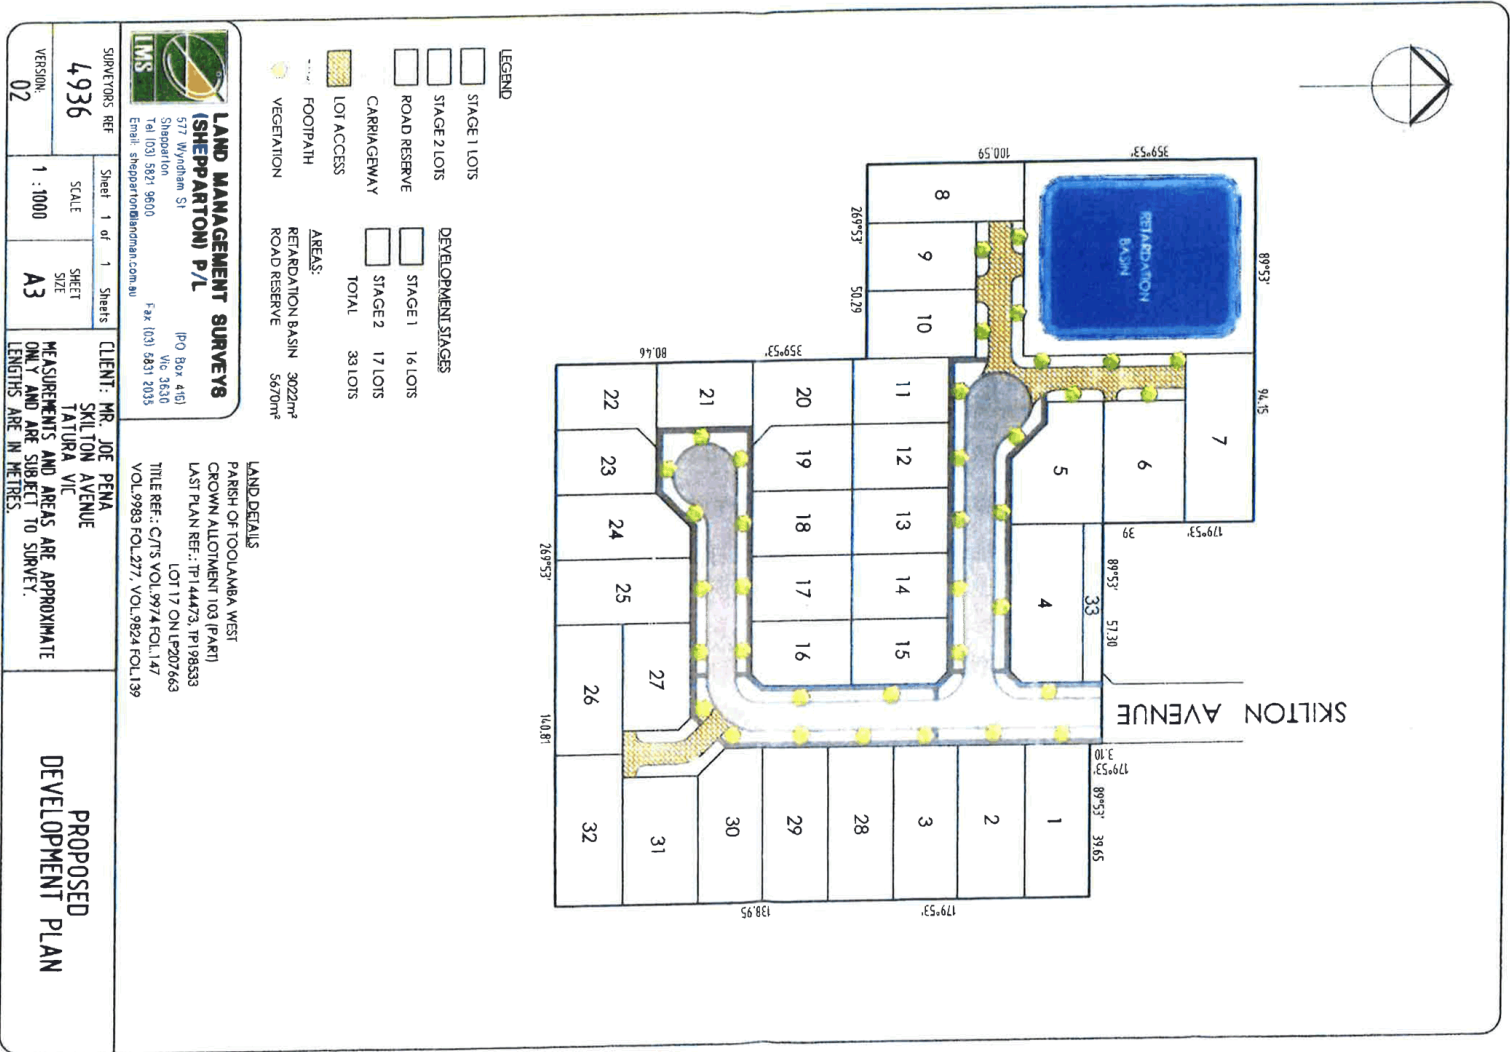 SKILTON AVENUE
RETARDATION
BASIN
89°53'
94.15
359°53'
100.59
269°53'
50.29
359°53'
80.46
269°53'
140.81
138.95
179°53'
89°53' 39.65
179°53'
3.10
89°53' 57.30
39
179°53'
1
2
3
4
5
6
7
8
9
10
11
12
13
14
15
16
17
18
19
20
21
22
23
24
25
26
27
28
29
30
31
32
33
LEGEND
STAGE 1 LOTS
STAGE 2 LOTS
ROAD RESERVE
CARRIAGEWAY
LOT ACCESS
FOOTPATH
VEGETATION
DEVELOPMENT STAGES
STAGE 1 16 LOTS
STAGE 2 17 LOTS
TOTAL 33 LOTS
AREAS:
RETARDATION BASIN 3022m²
ROAD RESERVE 5670m²
LAND DETAILS
PARISH OF TOOLAMBA WEST
CROWN ALLOTMENT 103 (PART)
LAST PLAN REF.: TP144473, TP198533
LOT 17 ON LP207663
TITLE REF.: C/TS VOL.9974 FOL.147
VOL.9983 FOL.277, VOL.9824 FOL.139
LMS
LAND MANAGEMENT SURVEYS
(SHEPPARTON) P/L
577 Wyndham St (PO Box 416)
Shepparton Vic 3630
Tel (03) 5821 9600 Fax (03) 5831 2035
Email: shepparton@landman.com.au
SURVEYORS REF
4936
VERSION:
02
Sheet 1 of 1 Sheets
SCALE
1 : 1000
SHEET
SIZE
A3
CLIENT: MR. JOE PENA
SKILTON AVENUE
TATURA VIC
MEASUREMENTS AND AREAS ARE APPROXIMATE
ONLY AND ARE SUBJECT TO SURVEY.
LENGTHS ARE IN METRES.
PROPOSED
DEVELOPMENT PLAN